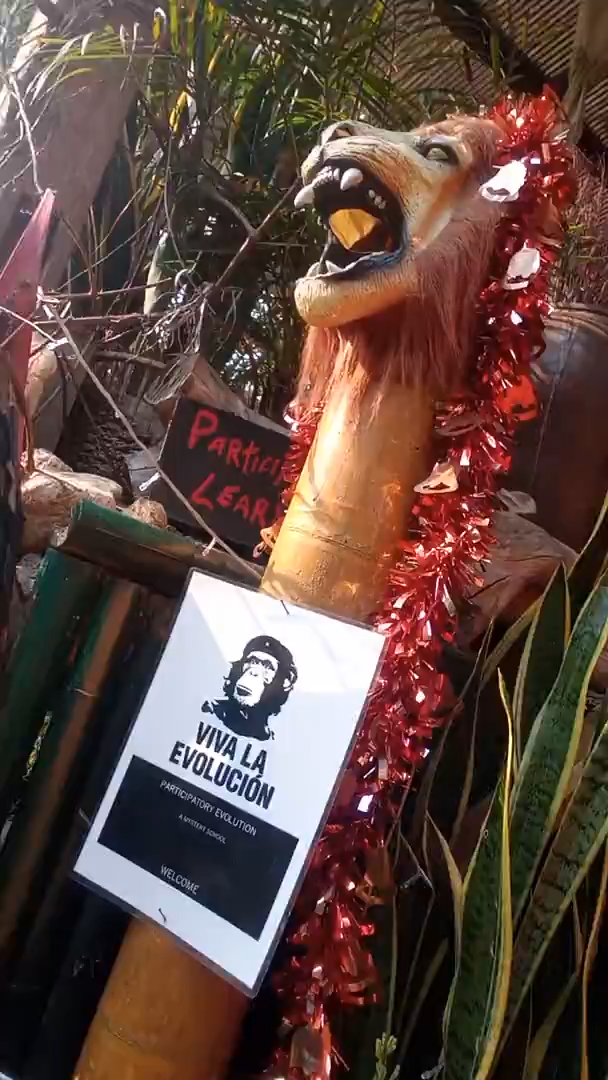 VIVA LA
EVOLUCIÓN
PARTICIPATORY EVOLUTION
A MYSTERY SCHOOL
WELCOME